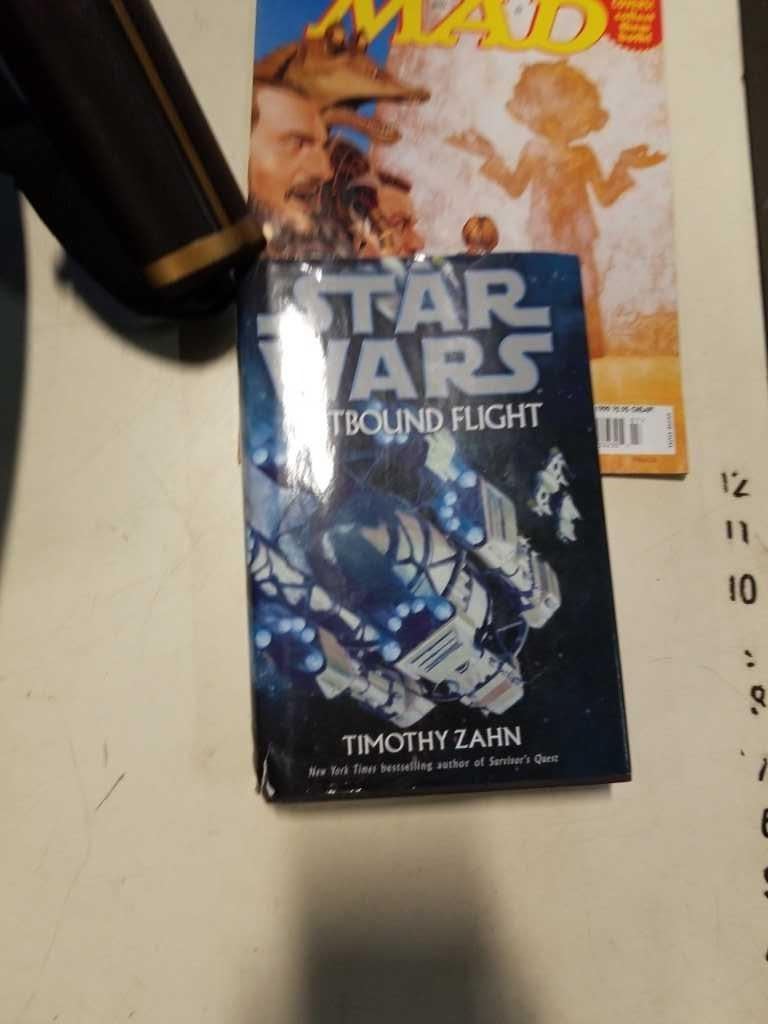 MAD
STAR
WARS
TBOUND FLIGHT
TIMOTHY ZAHN
New York Times bestselling author of Survivor's Quest
12
11
10